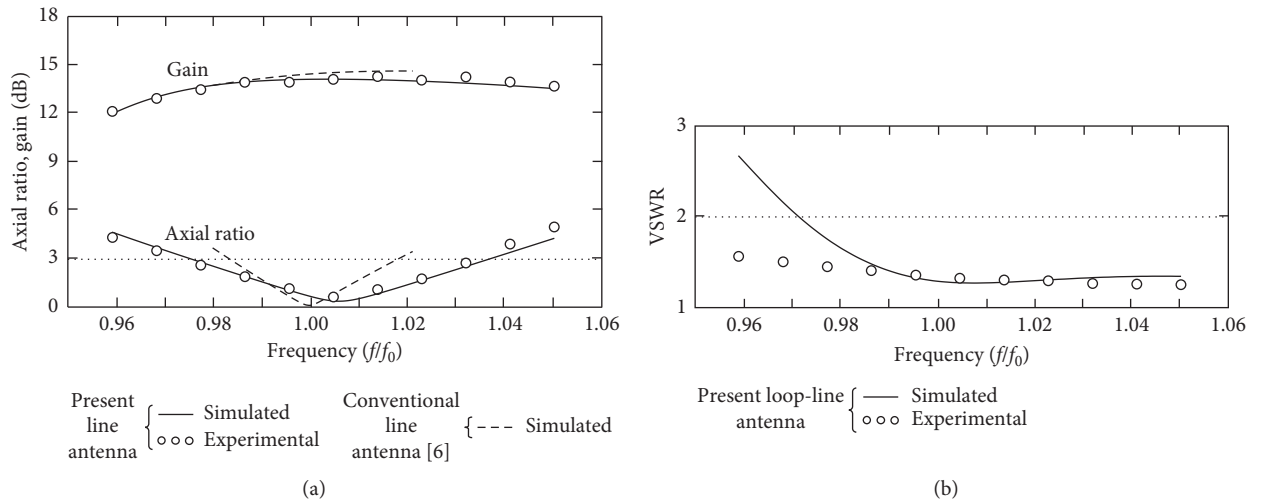 18
15
12
9
6
3
0
Axial ratio, gain (dB)
Gain
Axial ratio
0.96 0.98 1.00 1.02 1.04 1.06
Frequency (f/f0)
Present line antenna
Simulated
Experimental
Conventional line antenna [6]
Simulated
(a)
3
2
1
VSWR
0.96 0.98 1.00 1.02 1.04 1.06
Frequency (f/f0)
Present loop-line antenna
Simulated
Experimental
(b)